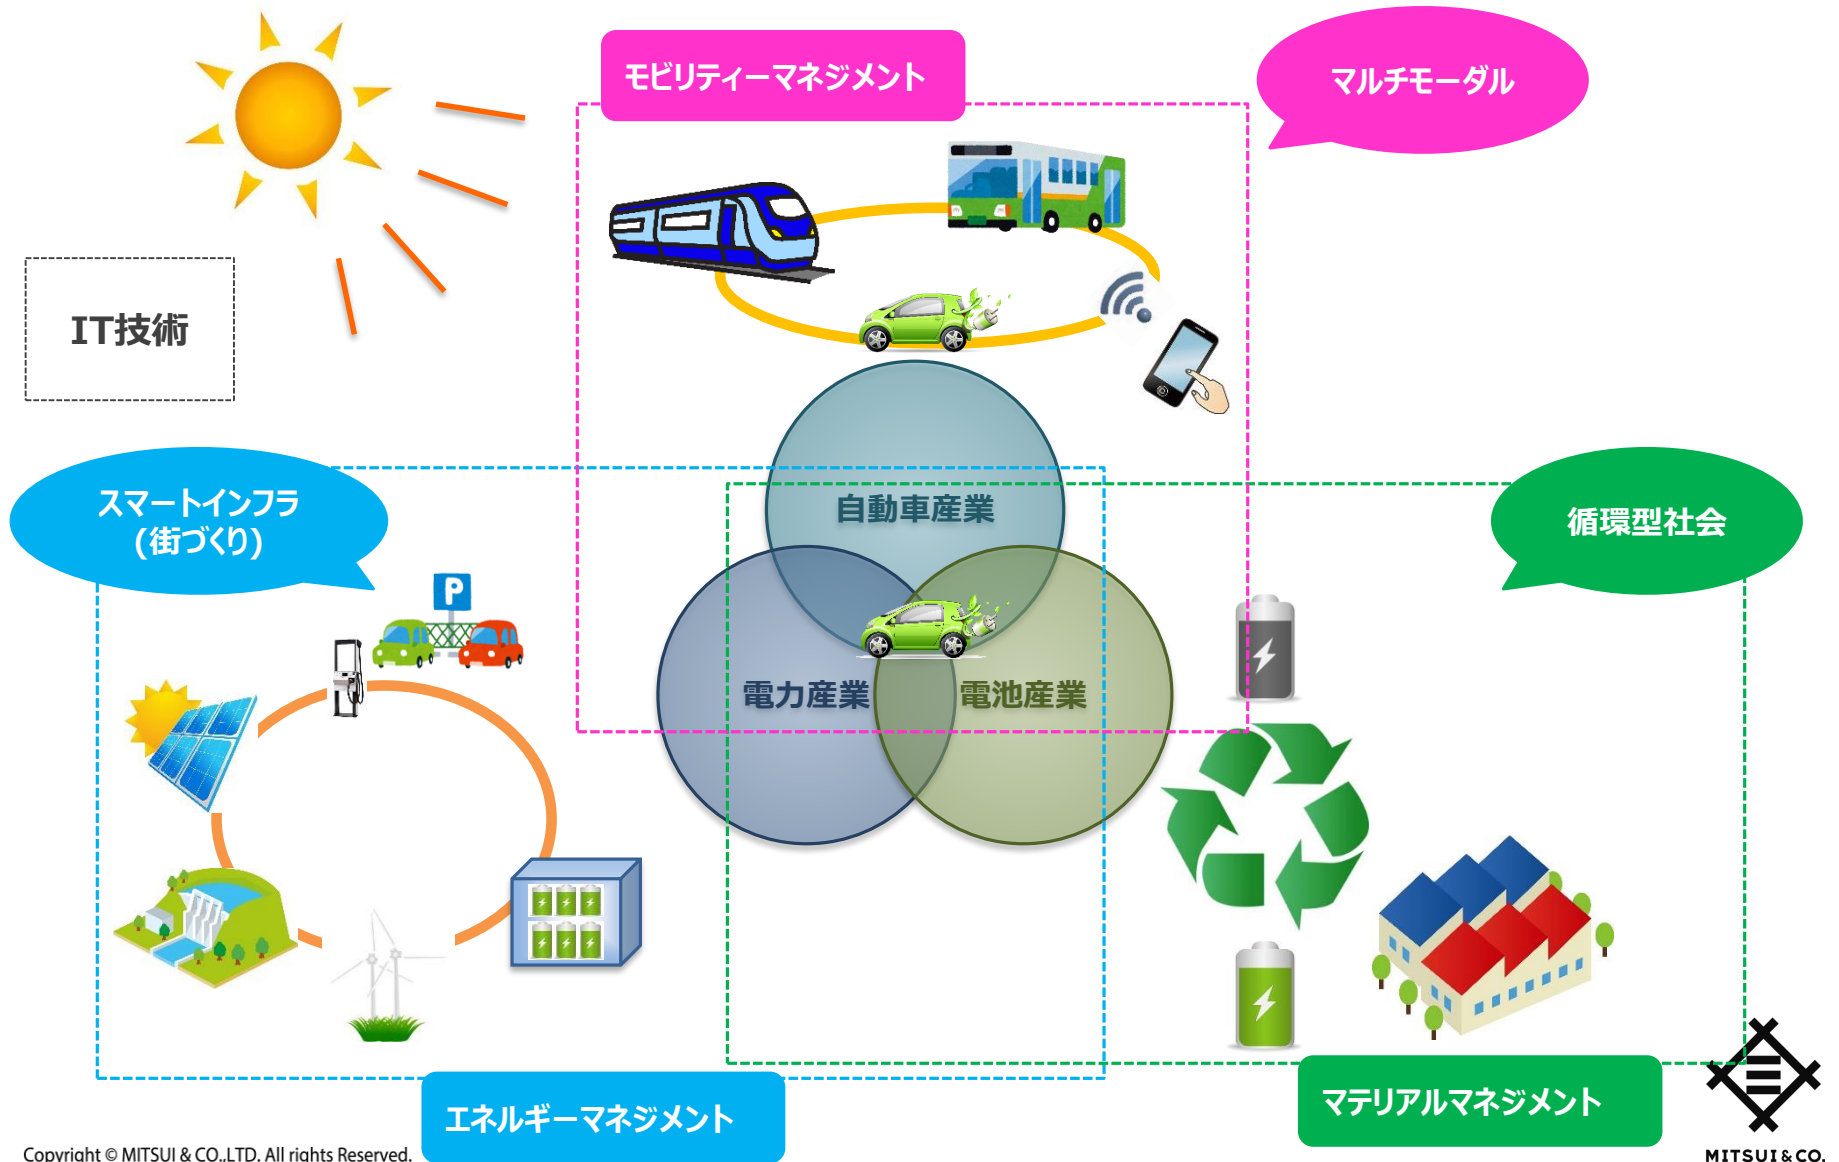 モビリティーマネジメント
マルチモーダル
IT技術
スマートインフラ
(街づくり)
自動車産業
循環型社会
P
電力産業
電池産業
エネルギーマネジメント
マテリアルマネジメント
Copyright © MITSUI & CO.,LTD. All rights Reserved.
MITSUI & CO.